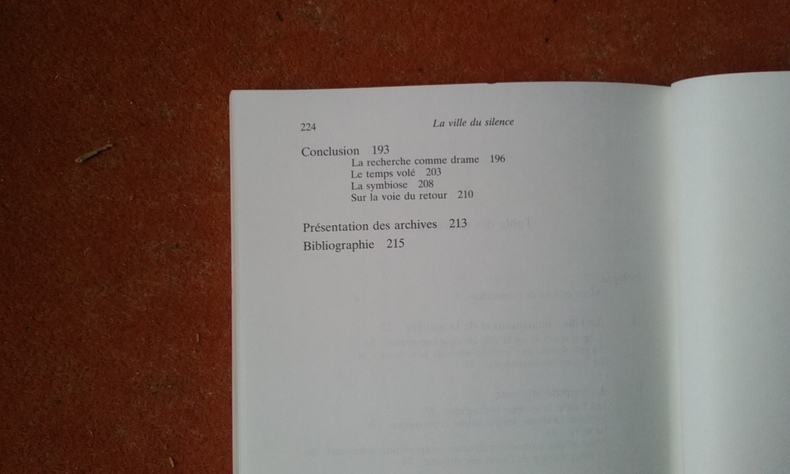 224 La ville du silence
Conclusion 193
La recherche comme drame 196
Le temps volé 203
La symbiose 208
Sur la voie du retour 210
Présentation des archives 213
Bibliographie 215